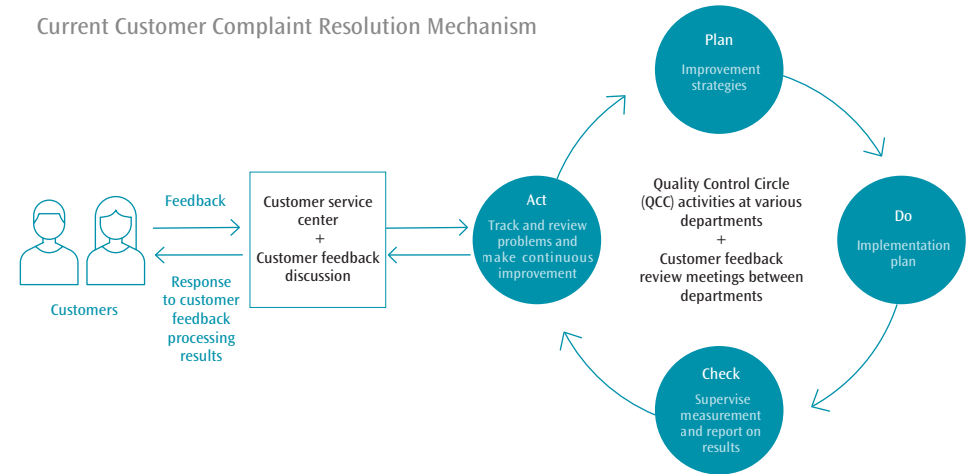 Current Customer Complaint Resolution Mechanism
Customers
Feedback
Response
to customer
feedback
processing
results
Customer service
center
+
Customer feedback
discussion
Act
Track and review
problems and
make continuous
improvement
Plan
Improvement
strategies
Quality Control Circle
(QCC) activities at various
departments
+
Customer feedback
review meetings between
departments
Do
Implementation
plan
Check
Supervise
measurement
and report on
results